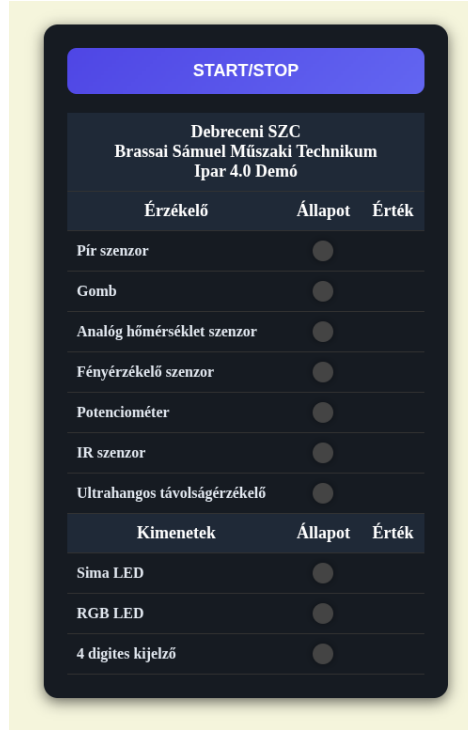 START/STOP
Debreceni SZC
Brassai Sámuel Műszaki Technikum
Ipar 4.0 Demó
Érzékelő Állapot Érték
Pír szenzor
Gomb
Analóg hőmérséklet szenzor
Fényérzékelő szenzor
Potenciométer
IR szenzor
Ultrahangos távolságérzékelő
Kimenetek Állapot Érték
Sima LED
RGB LED
4 digites kijelző